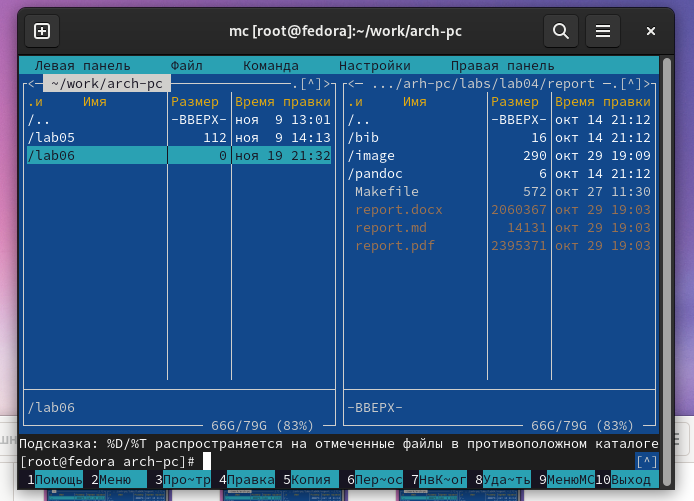 mc [root@fedora]:~/work/arch-pc
Левая панель Файл Команда Настройки Правая панель
<— ~/work/arch-pc —.[^]>
.и Имя Размер Время правки
/.. -ВВЕРХ- ноя 9 13:01
/lab05 112 ноя 9 14:13
/lab06 0 ноя 19 21:32
/lab06
66G/79G (83%)
<— .../arh-pc/labs/lab04/report —.[^]>
.и Имя Размер Время правки
/.. -ВВЕРХ- окт 14 21:12
/bib 16 окт 14 21:12
/image 290 окт 29 19:09
/pandoc 6 окт 14 21:12
Makefile 572 окт 27 11:30
report.docx 2060367 окт 29 19:03
report.md 14131 окт 29 19:03
report.pdf 2395371 окт 29 19:03
-ВВЕРХ-
66G/79G (83%)
Подсказка: %D/%T распространяется на отмеченные файлы в противоположном каталоге
[root@fedora arch-pc]# [^]
1Помощь 2Меню 3Про~тр 4Правка 5Копия 6Пер~ос 7НвК~ог 8Уда~ть 9МенюMC 10Выход